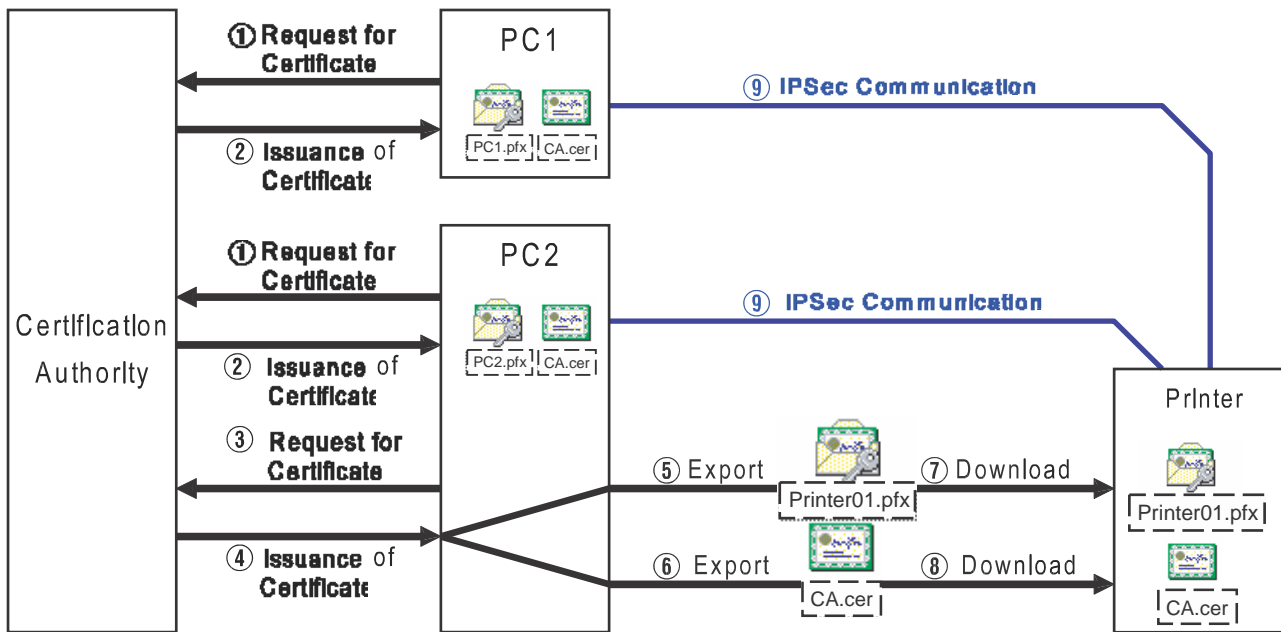 ① Request for
Certificate
② Issuance of
Certificate
PC1
PC1.pfx
CA.cer
⑨ IPSec Communication
Certification
Authority
① Request for
Certificate
② Issuance of
Certificate
③ Request for
Certificate
④ Issuance of
Certificate
PC2
PC2.pfx
CA.cer
⑨ IPSec Communication
⑤ Export
Printer01.pfx
⑦ Download
⑥ Export
CA.cer
⑧ Download
Printer
Printer01.pfx
CA.cer